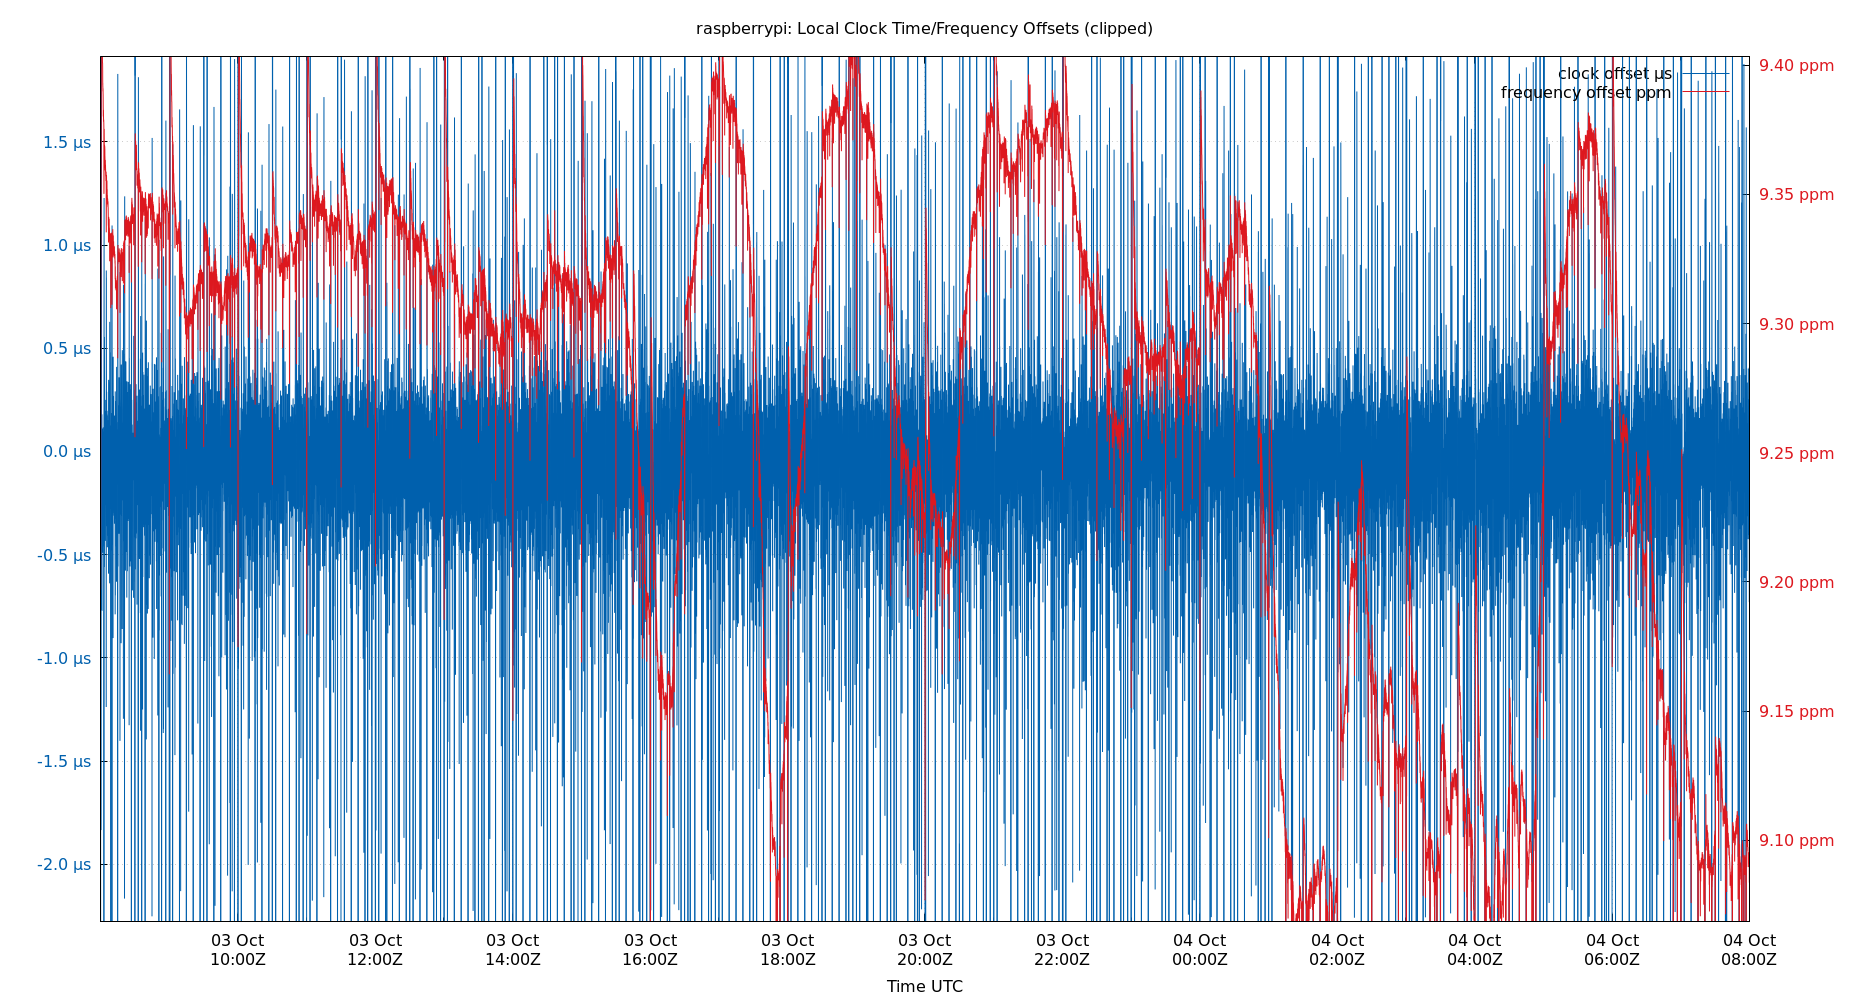 raspberrypi: Local Clock Time/Frequency Offsets (clipped)
clock offset µs
frequency offset ppm
1.5 µs
1.0 µs
0.5 µs
0.0 µs
-0.5 µs
-1.0 µs
-1.5 µs
-2.0 µs
9.40 ppm
9.35 ppm
9.30 ppm
9.25 ppm
9.20 ppm
9.15 ppm
9.10 ppm
03 Oct
10:00Z
03 Oct
12:00Z
03 Oct
14:00Z
03 Oct
16:00Z
03 Oct
18:00Z
03 Oct
20:00Z
03 Oct
22:00Z
04 Oct
00:00Z
04 Oct
02:00Z
04 Oct
04:00Z
04 Oct
06:00Z
04 Oct
08:00Z
Time UTC